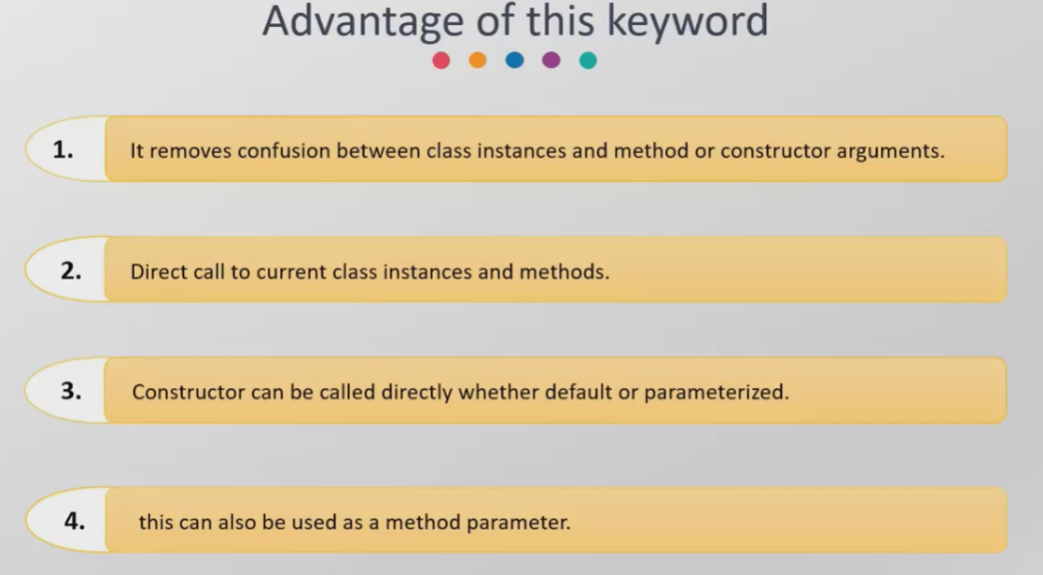 Advantage of this keyword
1. It removes confusion between class instances and method or constructor arguments.
2. Direct call to current class instances and methods.
3. Constructor can be called directly whether default or parameterized.
4. this can also be used as a method parameter.